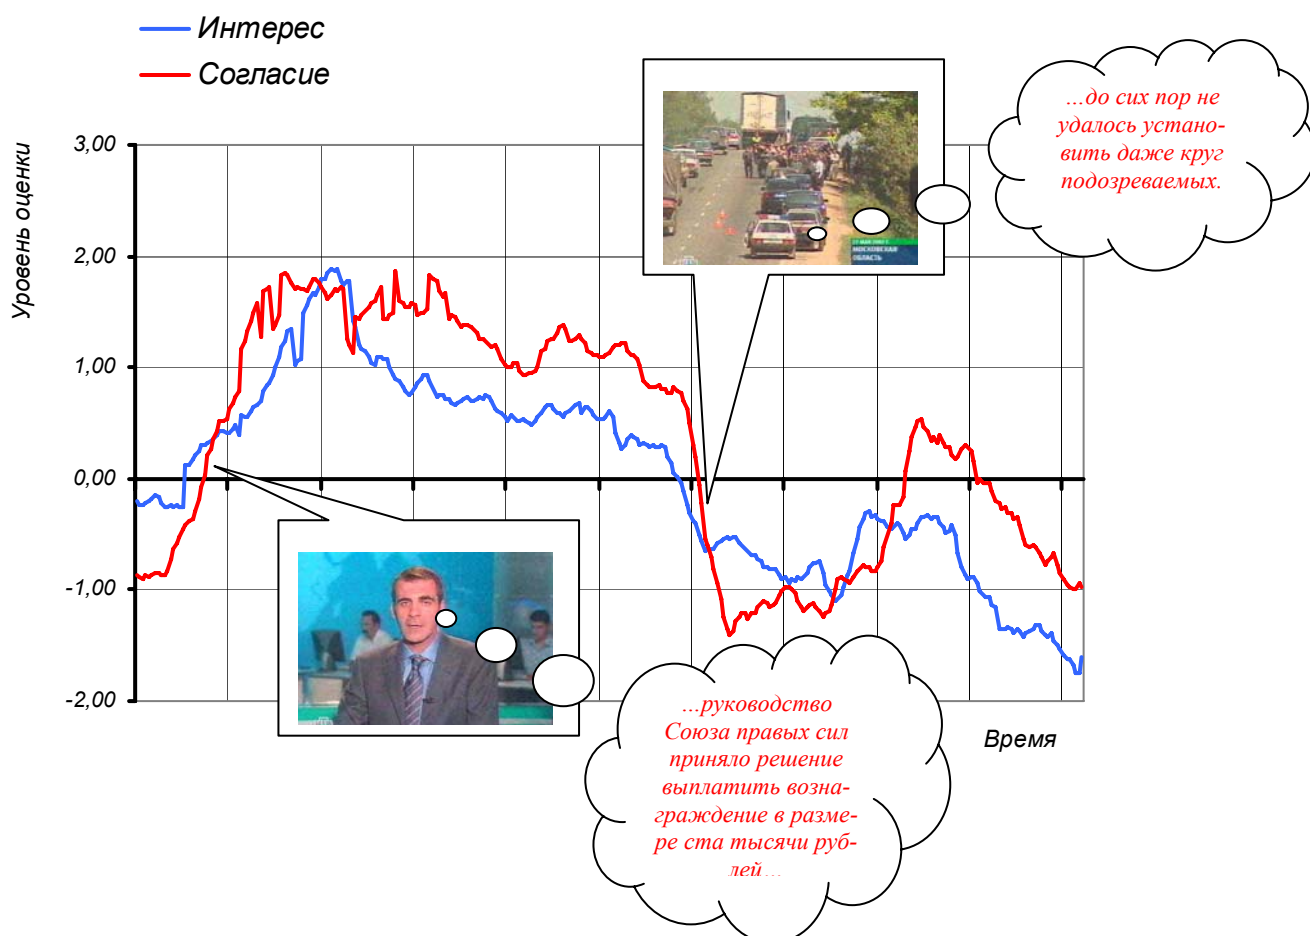 Интерес
Согласие
Уровень оценки
3,00
2,00
1,00
0,00
-1,00
-2,00
Время
...до сих пор не
удалось устано-
вить даже круг
подозреваемых.
МОСКОВСКАЯ
ОБЛАСТЬ
...руководство
Союза правых сил
приняло решение
выплатить возна-
граждение в разме-
ре ста тысячи руб-
лей...